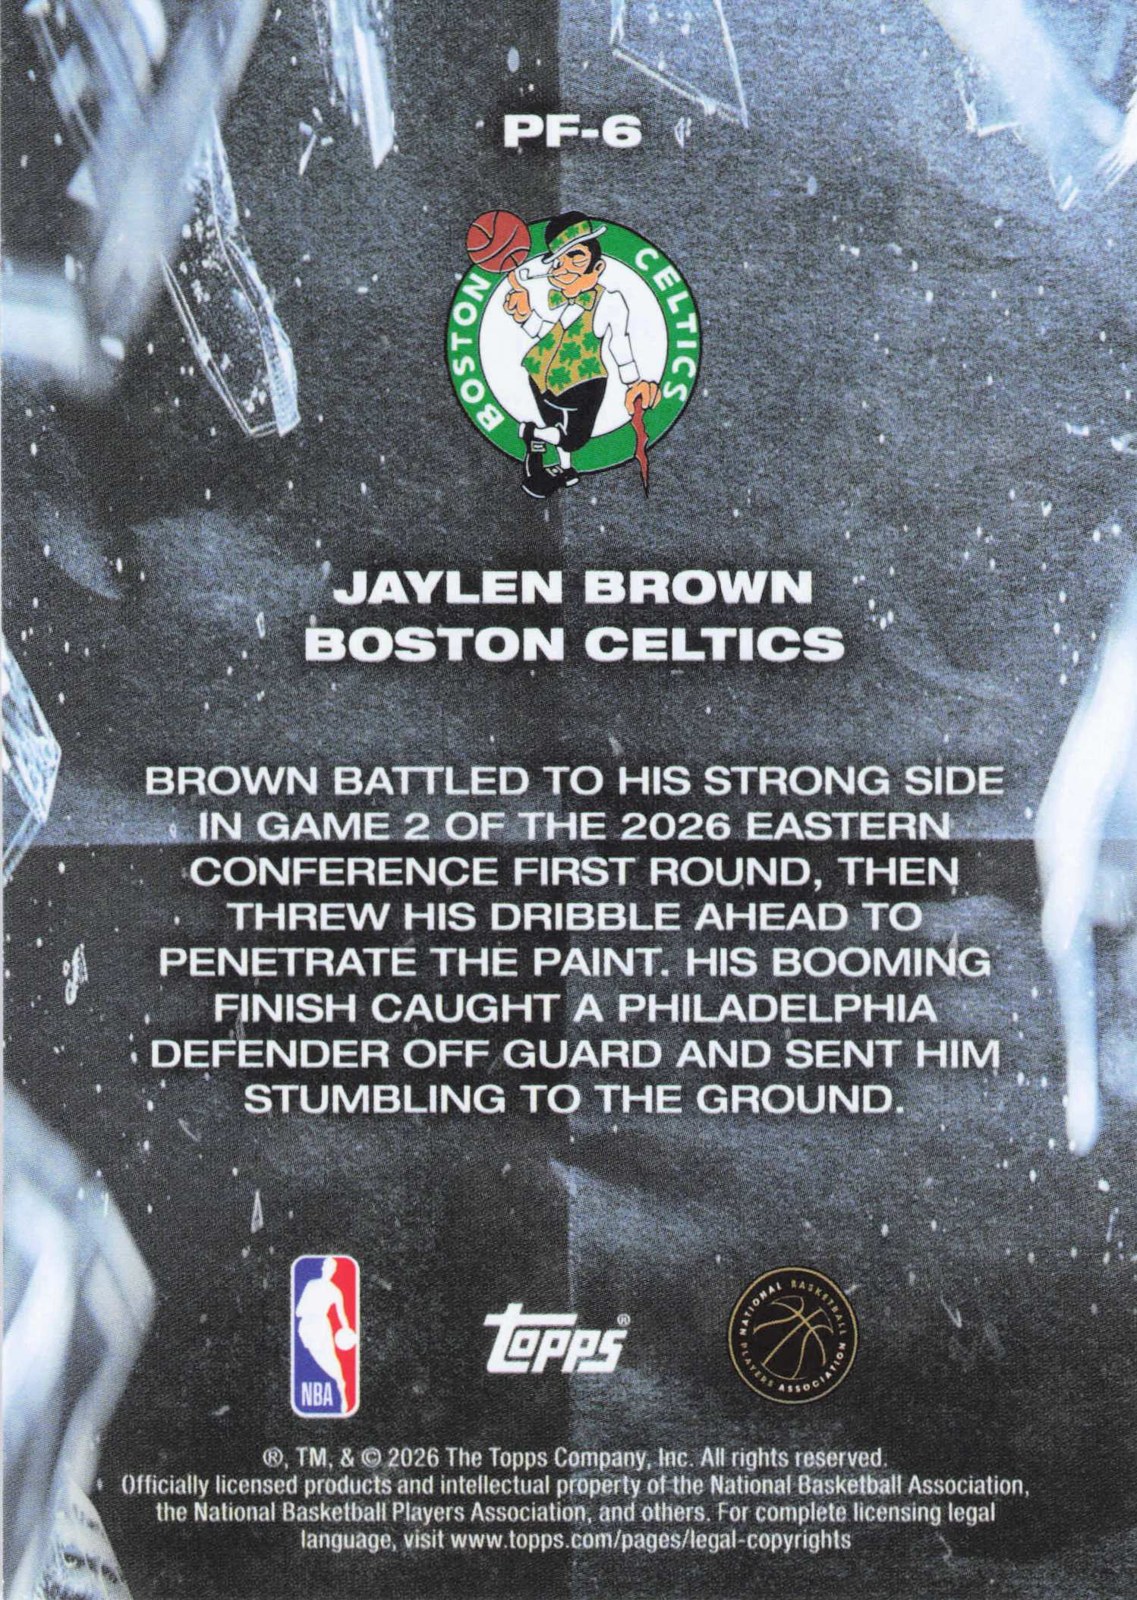 PF-6
BOSTON CELTICS
JAYLEN BROWN
BOSTON CELTICS
BROWN BATTLED TO HIS STRONG SIDE
IN GAME 2 OF THE 2026 EASTERN
CONFERENCE FIRST ROUND, THEN
THREW HIS DRIBBLE AHEAD TO
PENETRATE THE PAINT. HIS BOOMING
FINISH CAUGHT A PHILADELPHIA
DEFENDER OFF GUARD AND SENT HIM
STUMBLING TO THE GROUND.
NBA
topps®
NATIONAL BASKETBALL PLAYERS ASSOCIATION
®, TM, & © 2026 The Topps Company, Inc. All rights reserved.
Officially licensed products and intellectual property of the National Basketball Association,
the National Basketball Players Association, and others. For complete licensing legal
language, visit www.topps.com/pages/legal-copyrights